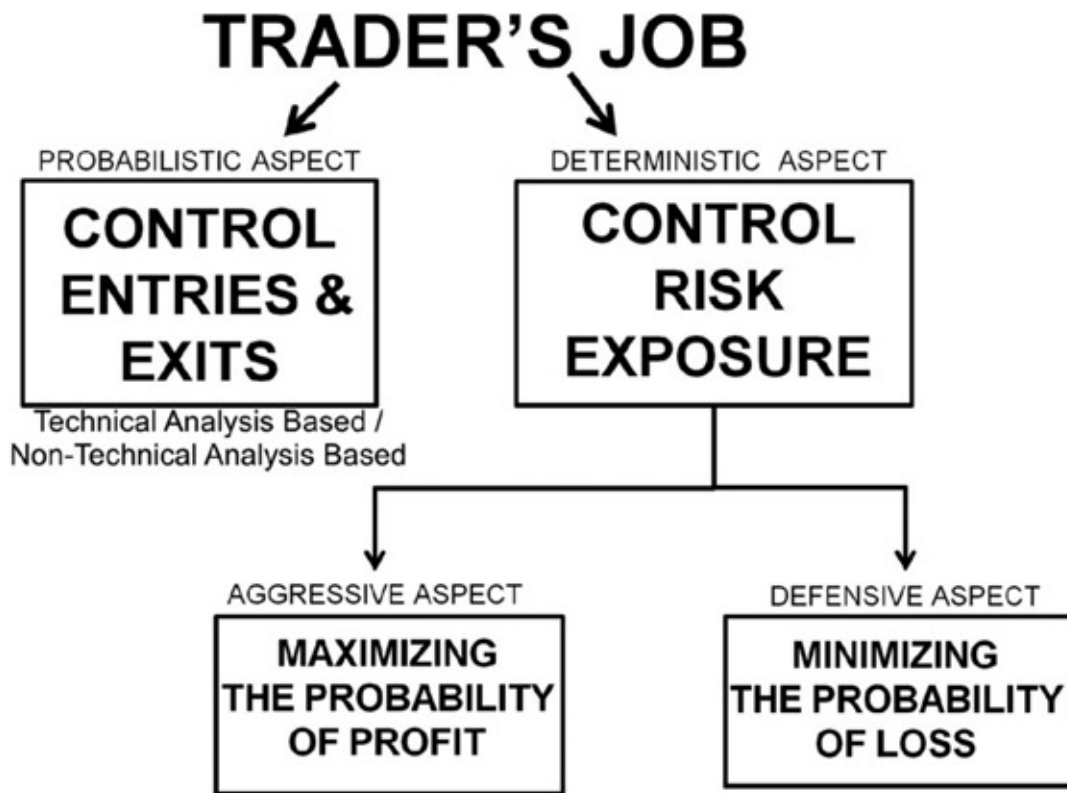 TRADER'S JOB
PROBABILISTIC ASPECT
CONTROL
ENTRIES &
EXITS
Technical Analysis Based /
Non-Technical Analysis Based
DETERMINISTIC ASPECT
CONTROL
RISK
EXPOSURE
AGGRESSIVE ASPECT
MAXIMIZING
THE PROBABILITY
OF PROFIT
DEFENSIVE ASPECT
MINIMIZING
THE PROBABILITY
OF LOSS